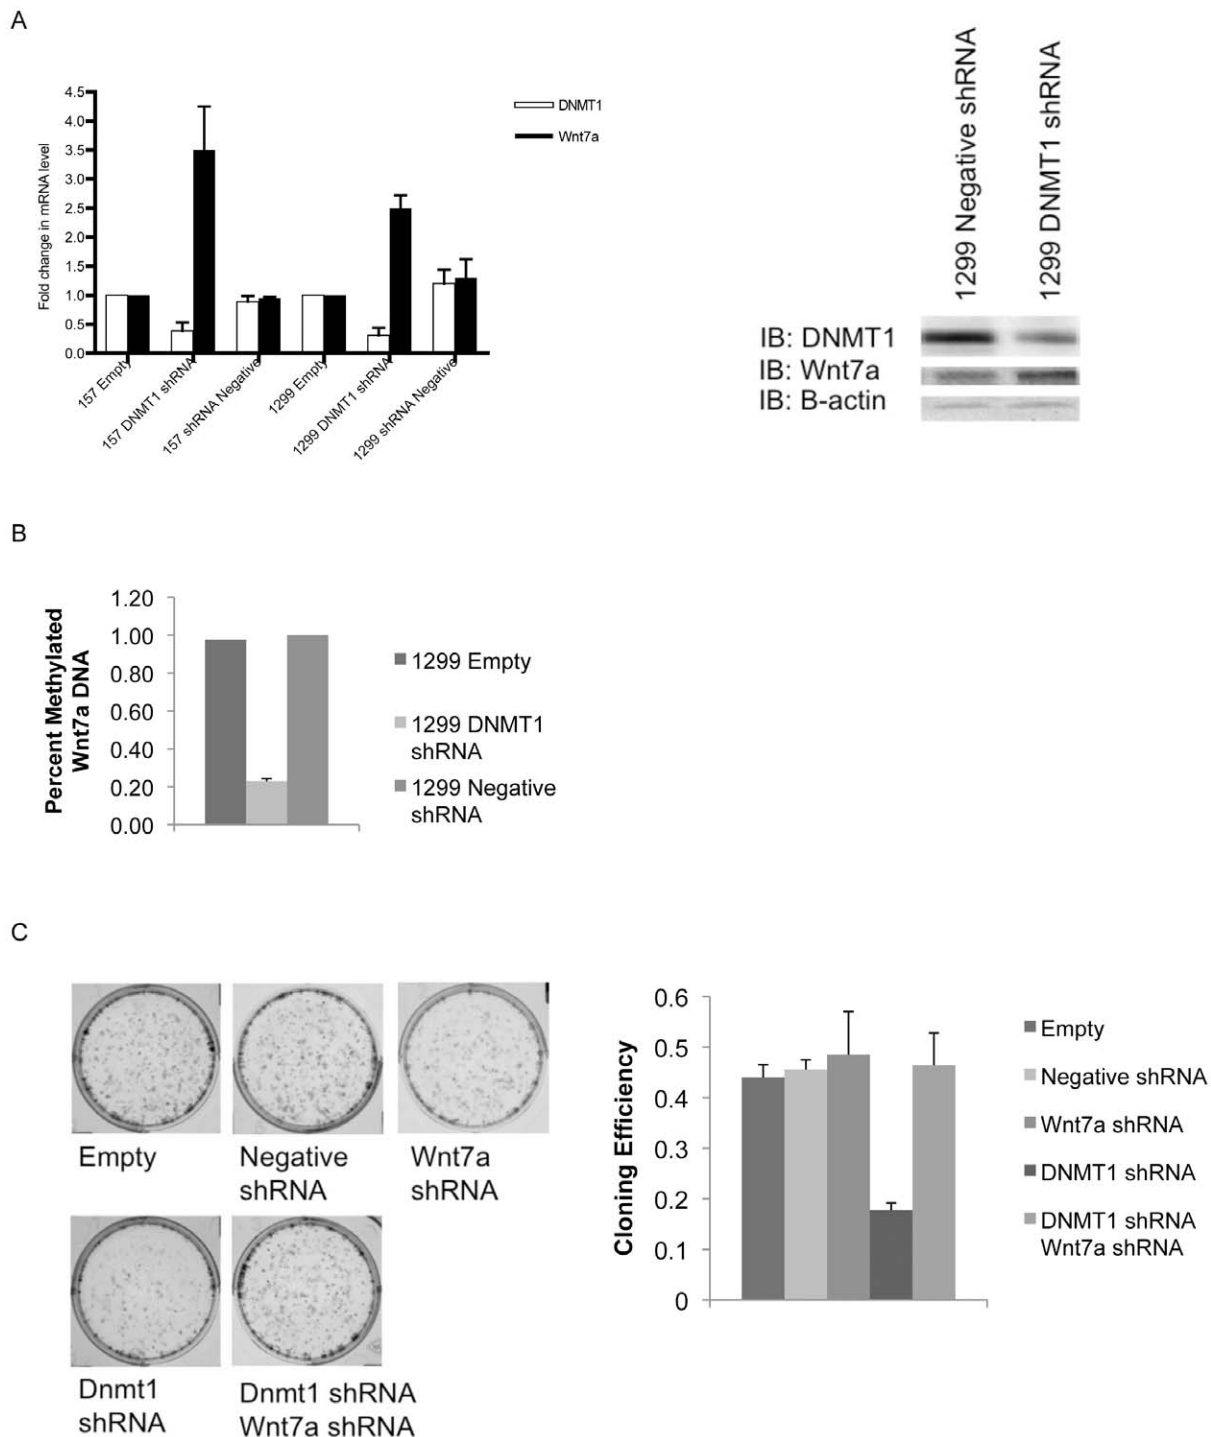 A
4.5
4.0
3.5
3.0
2.5
2.0
1.5
1.0
0.5
0.0
Fold change in mRNA level
157 Empty
157 DNMT1 shRNA
157 shRNA Negative
1299 Empty
1299 DNMT1 shRNA
1299 shRNA Negative
DNMT1
Wnt7a
1299 Negative shRNA
1299 DNMT1 shRNA
IB: DNMT1
IB: Wnt7a
IB: B-actin
B
Percent Methylated
Wnt7a DNA
1.20
1.00
0.80
0.60
0.40
0.20
0.00
1299 Empty
1299 DNMT1
shRNA
1299 Negative
shRNA
C
Empty
Negative
shRNA
Wnt7a
shRNA
Dnmt1
shRNA
Dnmt1 shRNA
Wnt7a shRNA
Cloning Efficiency
0.6
0.5
0.4
0.3
0.2
0.1
0
Empty
Negative shRNA
Wnt7a shRNA
DNMT1 shRNA
DNMT1 shRNA
Wnt7a shRNA